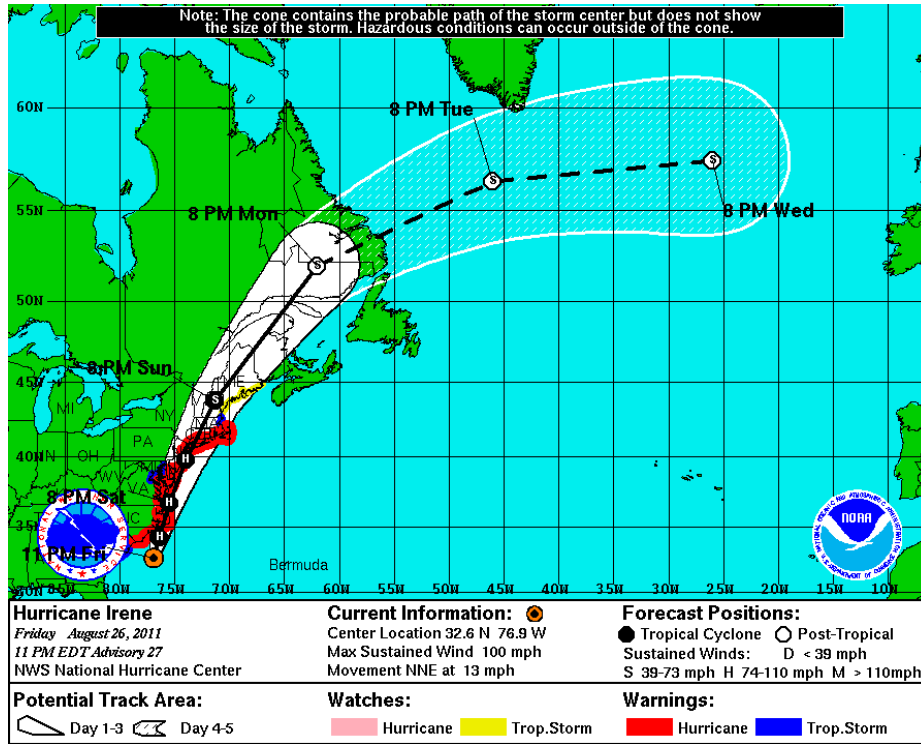 Note: The cone contains the probable path of the storm center but does not show
the size of the storm. Hazardous conditions can occur outside of the cone.
60N
8 PM Tue
55N
8 PM Mon
8 PM Wed
S
S
S
50N
8 PM Sun
45N
ME
MI
NY
S
PA
40N
OH
H
WV
VA
8 PM Sat
H
NC
35N
H
11 PM Fri
NOAA
Bermuda
30N
80W
75W
70W
65W
60W
55W
50W
45W
40W
35W
30W
25W
20W
15W
10W
Hurricane Irene
Friday August 26, 2011
11 PM EDT Advisory 27
NWS National Hurricane Center
Current Information:
Center Location 32.6 N 76.9 W
Max Sustained Wind 100 mph
Movement NNE at 13 mph
Forecast Positions:
Tropical Cyclone Post-Tropical
Sustained Winds: D < 39 mph
S 39-73 mph H 74-110 mph M > 110mph
Potential Track Area:
Day 1-3 Day 4-5
Watches:
Hurricane Trop.Storm
Warnings:
Hurricane Trop.Storm